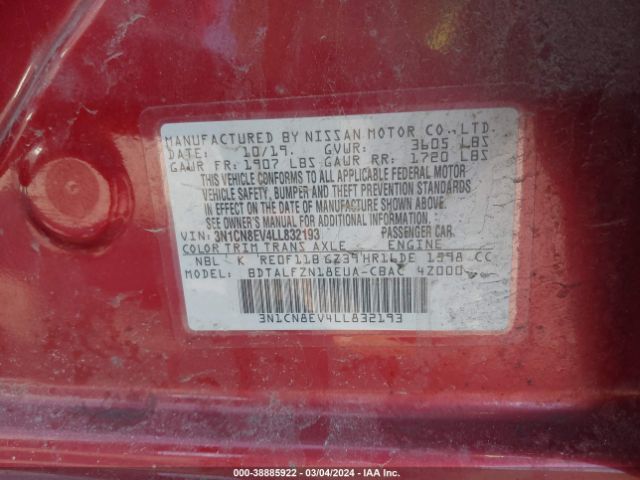 MANUFACTURED BY NISSAN MOTOR CO., LTD.
DATE: 10/19. GVWR: 3605 LBS
GAWR FR: 1907 LBS GAWR RR: 1720 LBS
THIS VEHICLE CONFORMS TO ALL APPLICABLE FEDERAL MOTOR
VEHICLE SAFETY, BUMPER AND THEFT PREVENTION STANDARDS
IN EFFECT ON THE DATE OF MANUFACTURE SHOWN ABOVE.
SEE OWNER'S MANUAL FOR ADDITIONAL INFORMATION
VIN: 3N1CN8EV4LL832193 PASSENGER CAR.
COLOR TRIM TRANS AXLE ENGINE
NBL K RE0F11B 6Z39 HR16DE 1598 CC
MODEL: BDTALFZN18EUA-CBAC 4Z000
3N1CN8EV4LL832193
000-38885922 - 03/04/2024 - IAA Inc.